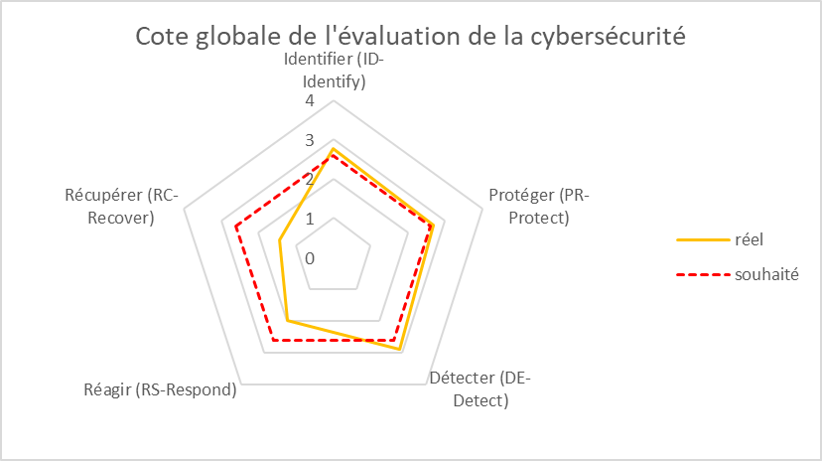 Cote globale de l'évaluation de la cybersécurité
Identifier (ID-
Identify)
4
3
2
1
0
Récupérer (RC-
Recover)
Protéger (PR-
Protect)
réel
souhaité
Réagir (RS-Respond)
Détecter (DE-
Detect)